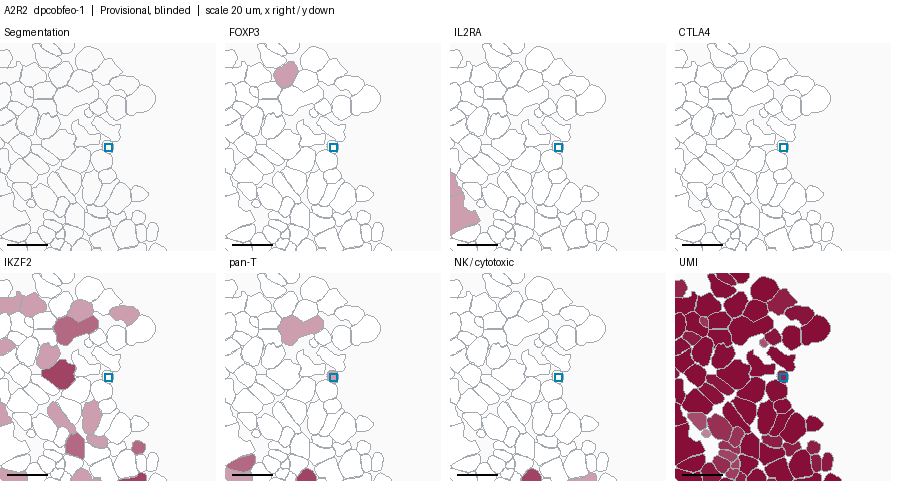 A2R2 dpcobfeo-1 | Provisional, blinded | scale 20 um, x right / y down
Segmentation FOXP3 IL2RA CTLA4
IKZF2 pan-T NK / cytotoxic UMI